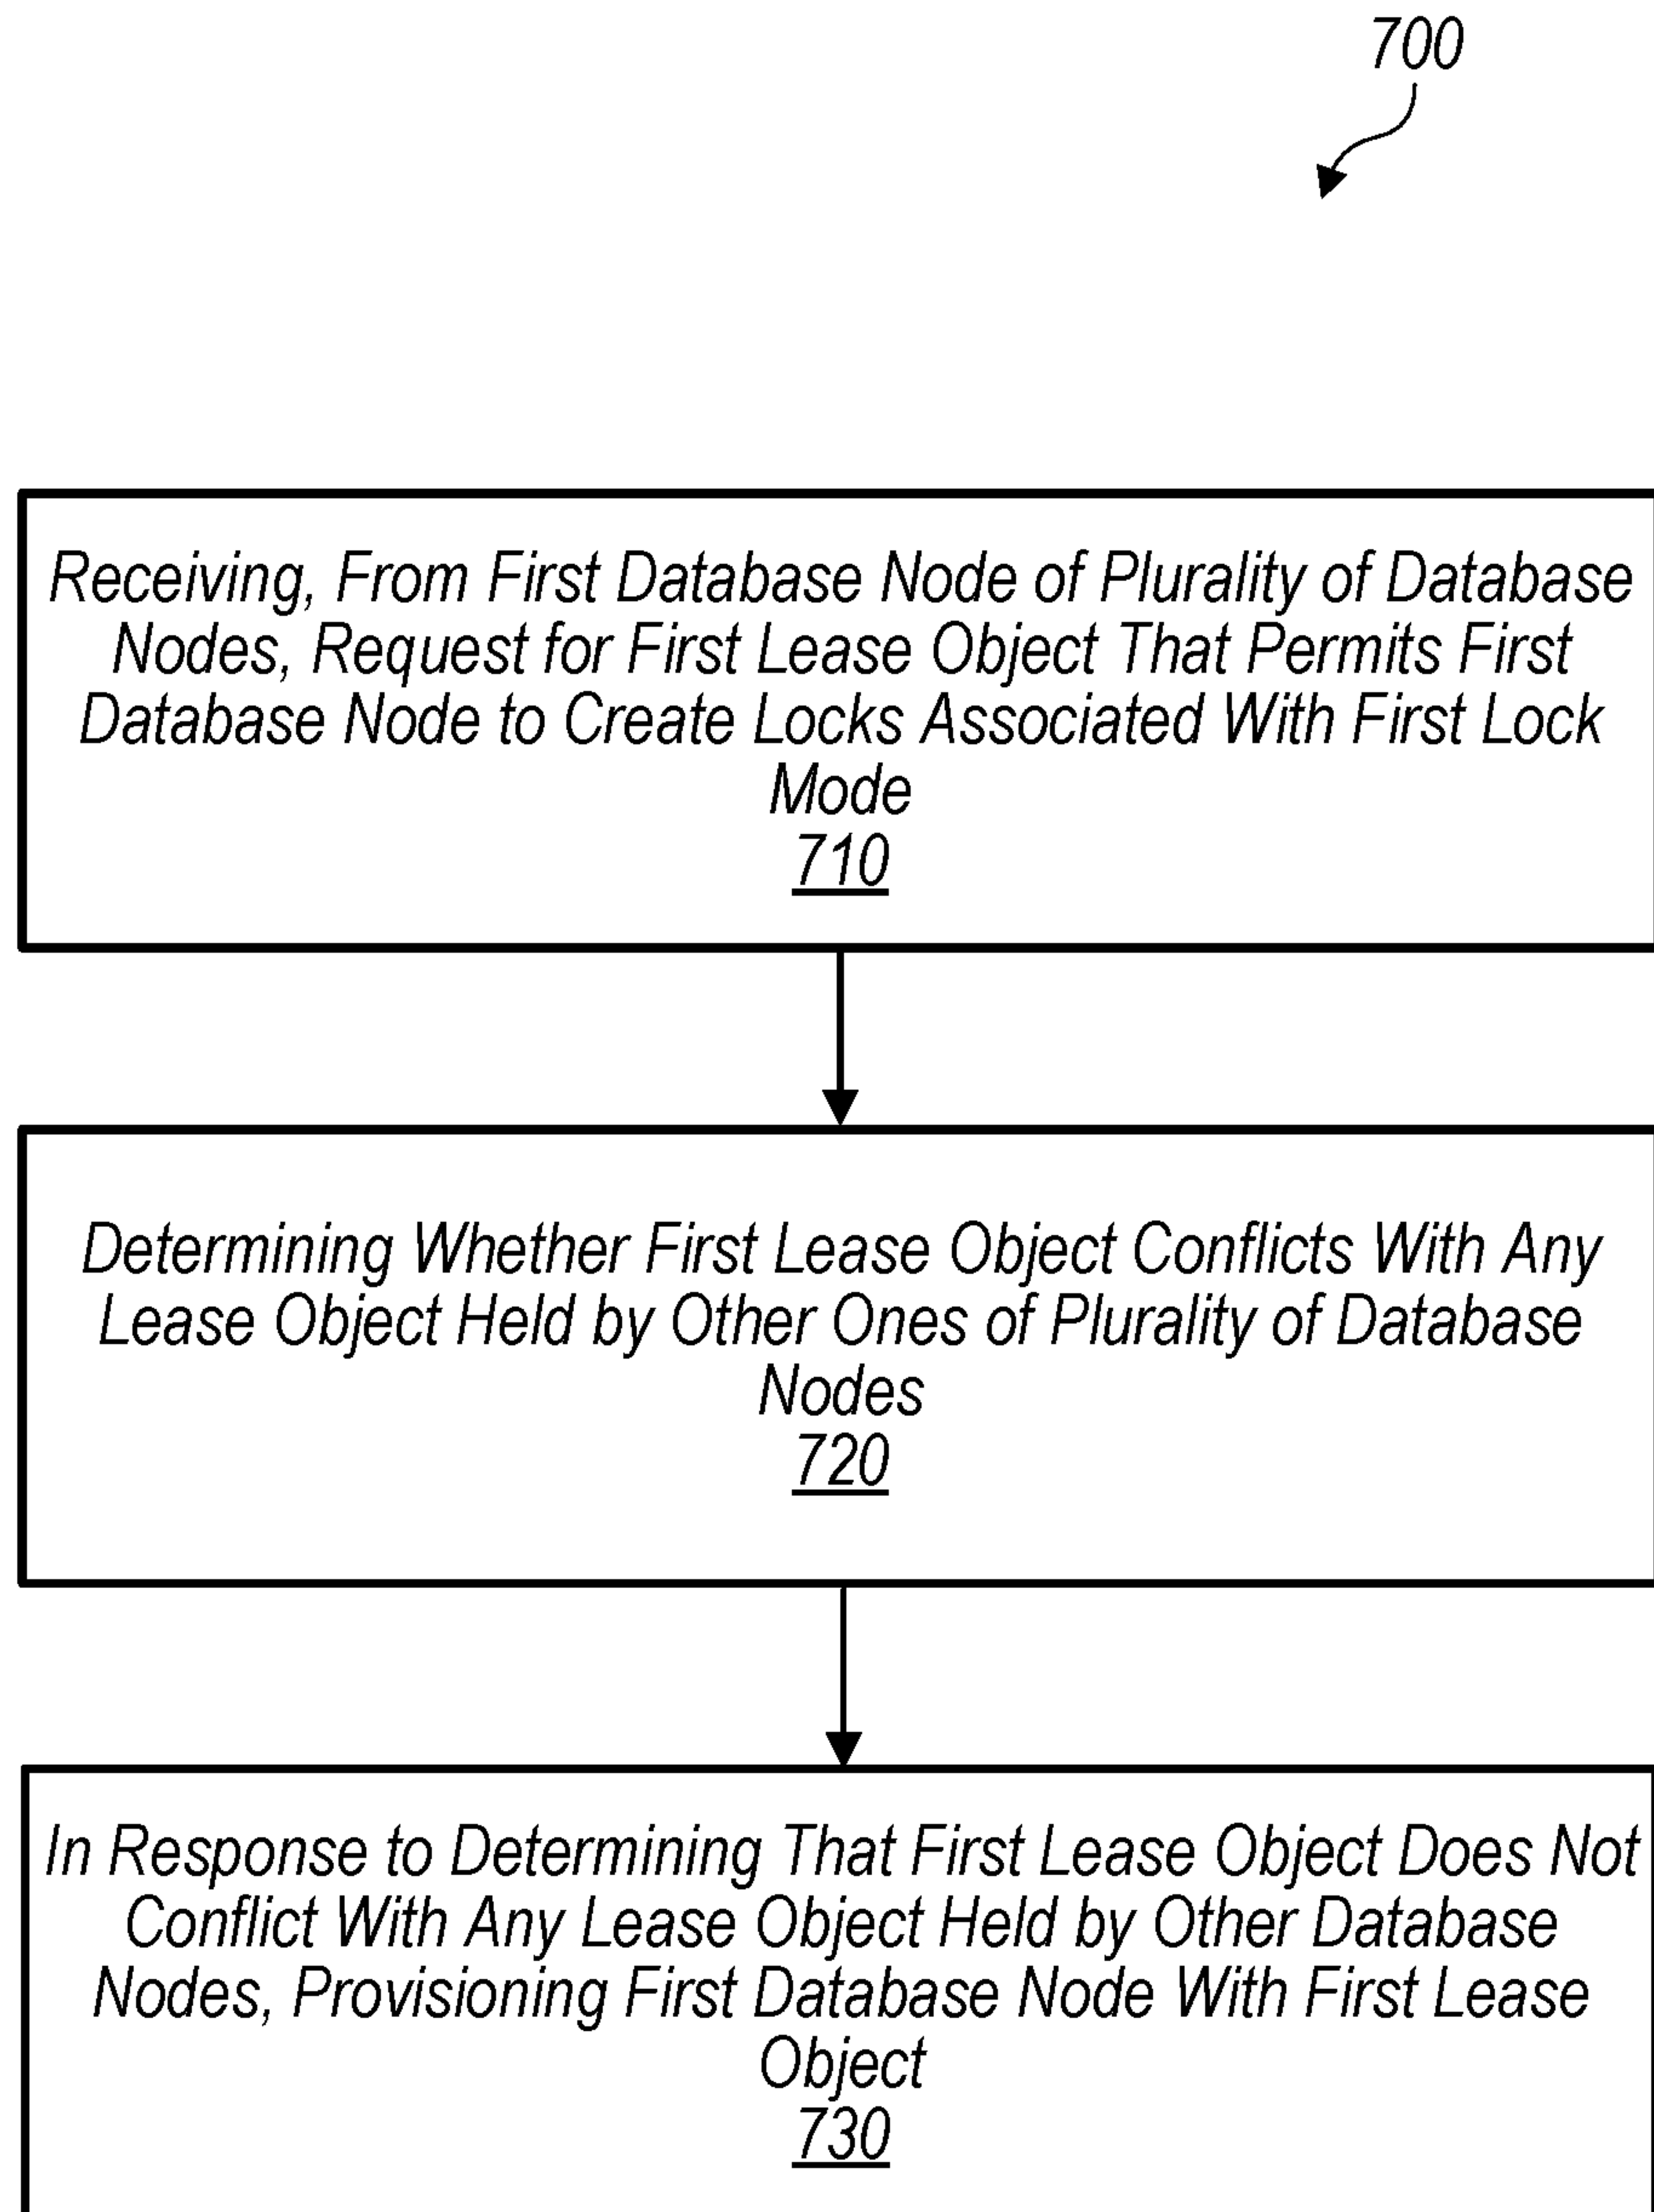 700
Receiving, From First Database Node of Plurality of Database
Nodes, Request for First Lease Object That Permits First
Database Node to Create Locks Associated With First Lock
Mode
710
Determining Whether First Lease Object Conflicts With Any
Lease Object Held by Other Ones of Plurality of Database
Nodes
720
In Response to Determining That First Lease Object Does Not
Conflict With Any Lease Object Held by Other Database
Nodes, Provisioning First Database Node With First Lease
Object
730